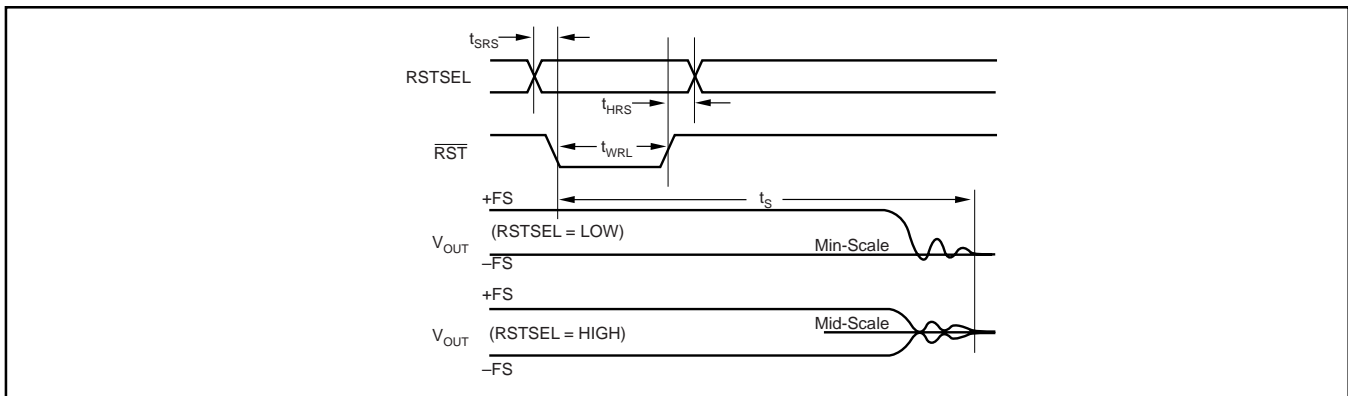 tSRS
RSTSEL
tHRS
RST
tWRL
+FS
tS
(RSTSEL = LOW)
VOUT
Min-Scale
–FS
+FS
Mid-Scale
VOUT
(RSTSEL = HIGH)
–FS